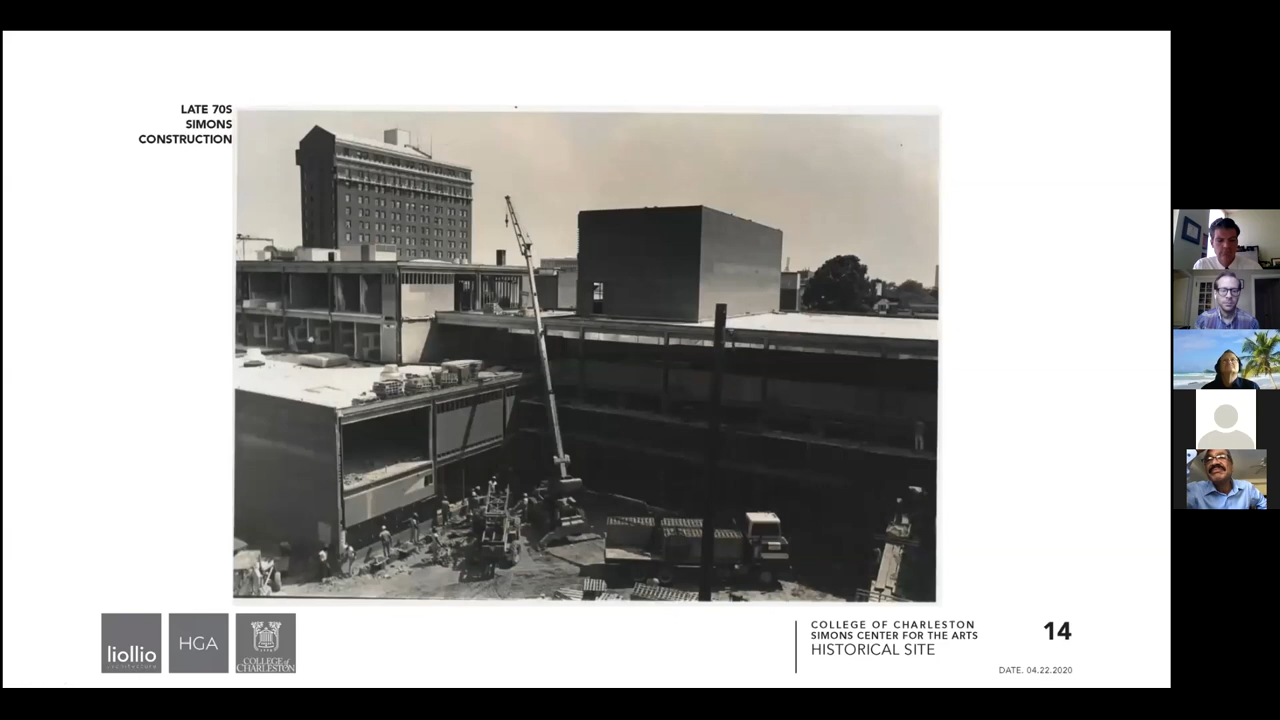 LATE 70S
SIMONS
CONSTRUCTION
liollio
architecture
HGA
COLLEGE of
CHARLESTON
COLLEGE OF CHARLESTON
SIMONS CENTER FOR THE ARTS
HISTORICAL SITE
14
DATE. 04.22.2020